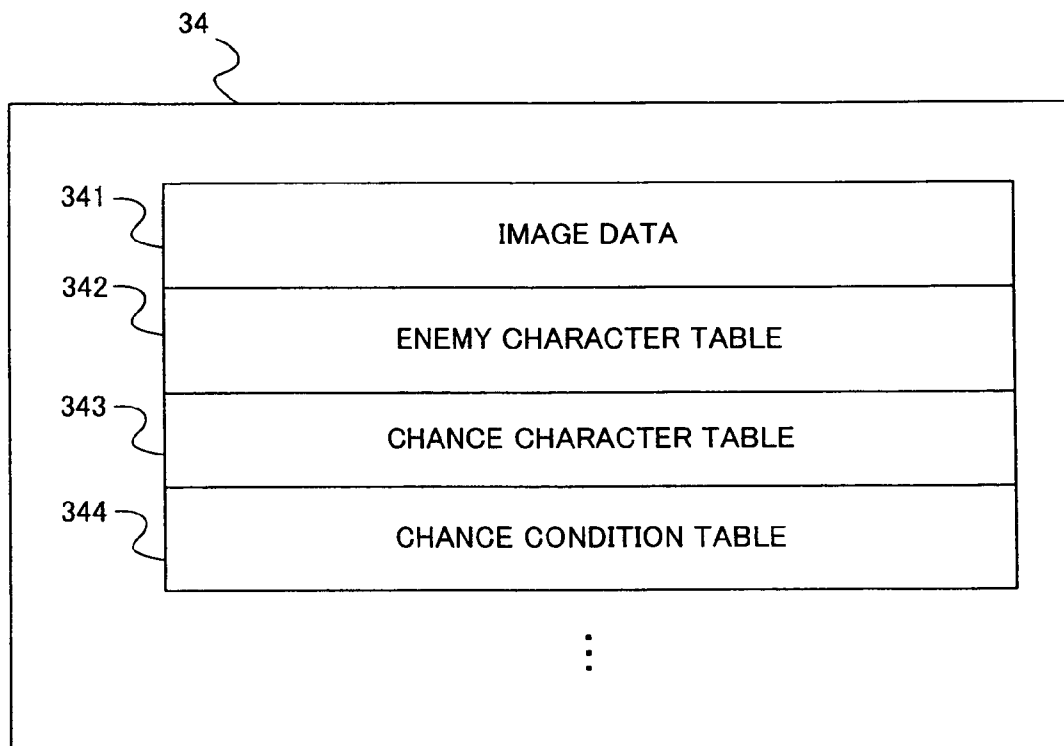 34
341
IMAGE DATA
342
ENEMY CHARACTER TABLE
343
CHANCE CHARACTER TABLE
344
CHANCE CONDITION TABLE
⋮